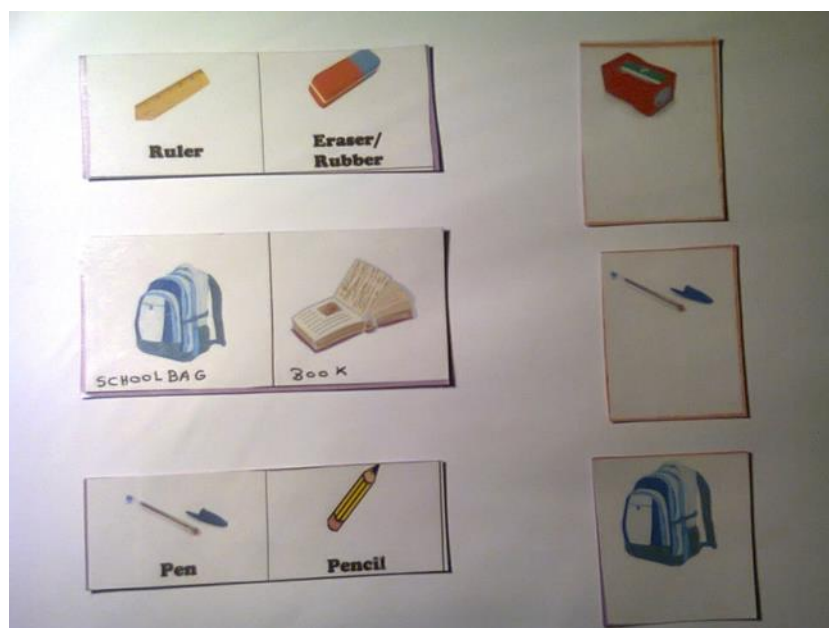 Ruler
Eraser/
Rubber
SCHOOL BAG
BOOK
Pen
Pencil